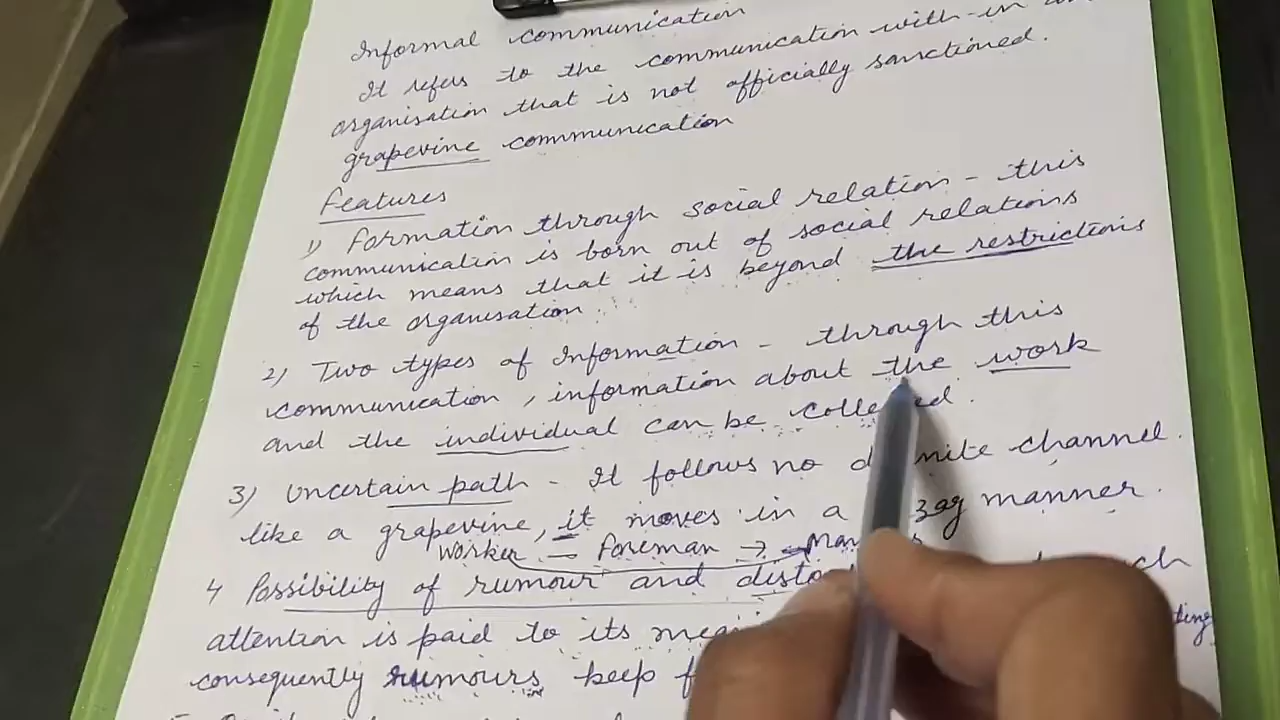 Informal communication
It refers to the communication with-in
organisation that is not officially sanctioned.
grapevine communication
Features
1) Formation through social relation - this
communication is born out of social relations
which means that it is beyond the restrictions
of the organisation.
2) Two types of Information - through this
communication, information about the work
and the individual can be collected.
3) Uncertain path - It follows no definite channel.
like a grapevine, it moves in a zag manner.
Worker - Foreman →
4 Possibility of rumour and
attention is paid to its
consequently rumours keep